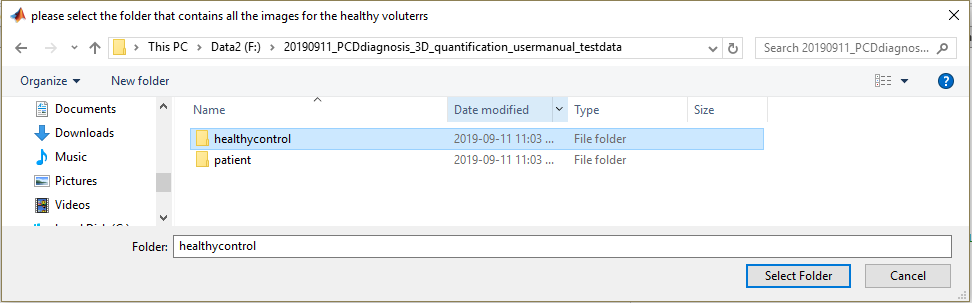 please select the folder that contains all the images for the healthy voluterrs
This PC > Data2 (F:) > 20190911_PCDdiagnosis_3D_quantification_usermanual_testdata
Search 20190911_PCDdiagnos...
Organize New folder
Name Date modified Type Size
Documents
Downloads
Music
Pictures
Videos
healthycontrol 2019-09-11 11:03 ... File folder
patient 2019-09-11 11:03 ... File folder
Folder: healthycontrol
Select Folder Cancel